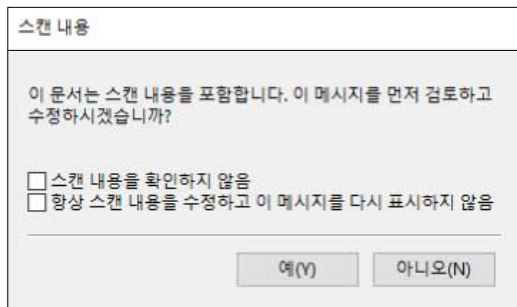 스캔 내용
이 문서는 스캔 내용을 포함합니다. 이 메시지를 먼저 검토하고
수정하시겠습니까?
스캔 내용을 확인하지 않음
항상 스캔 내용을 수정하고 이 메시지를 다시 표시하지 않음
예(Y) 아니오(N)